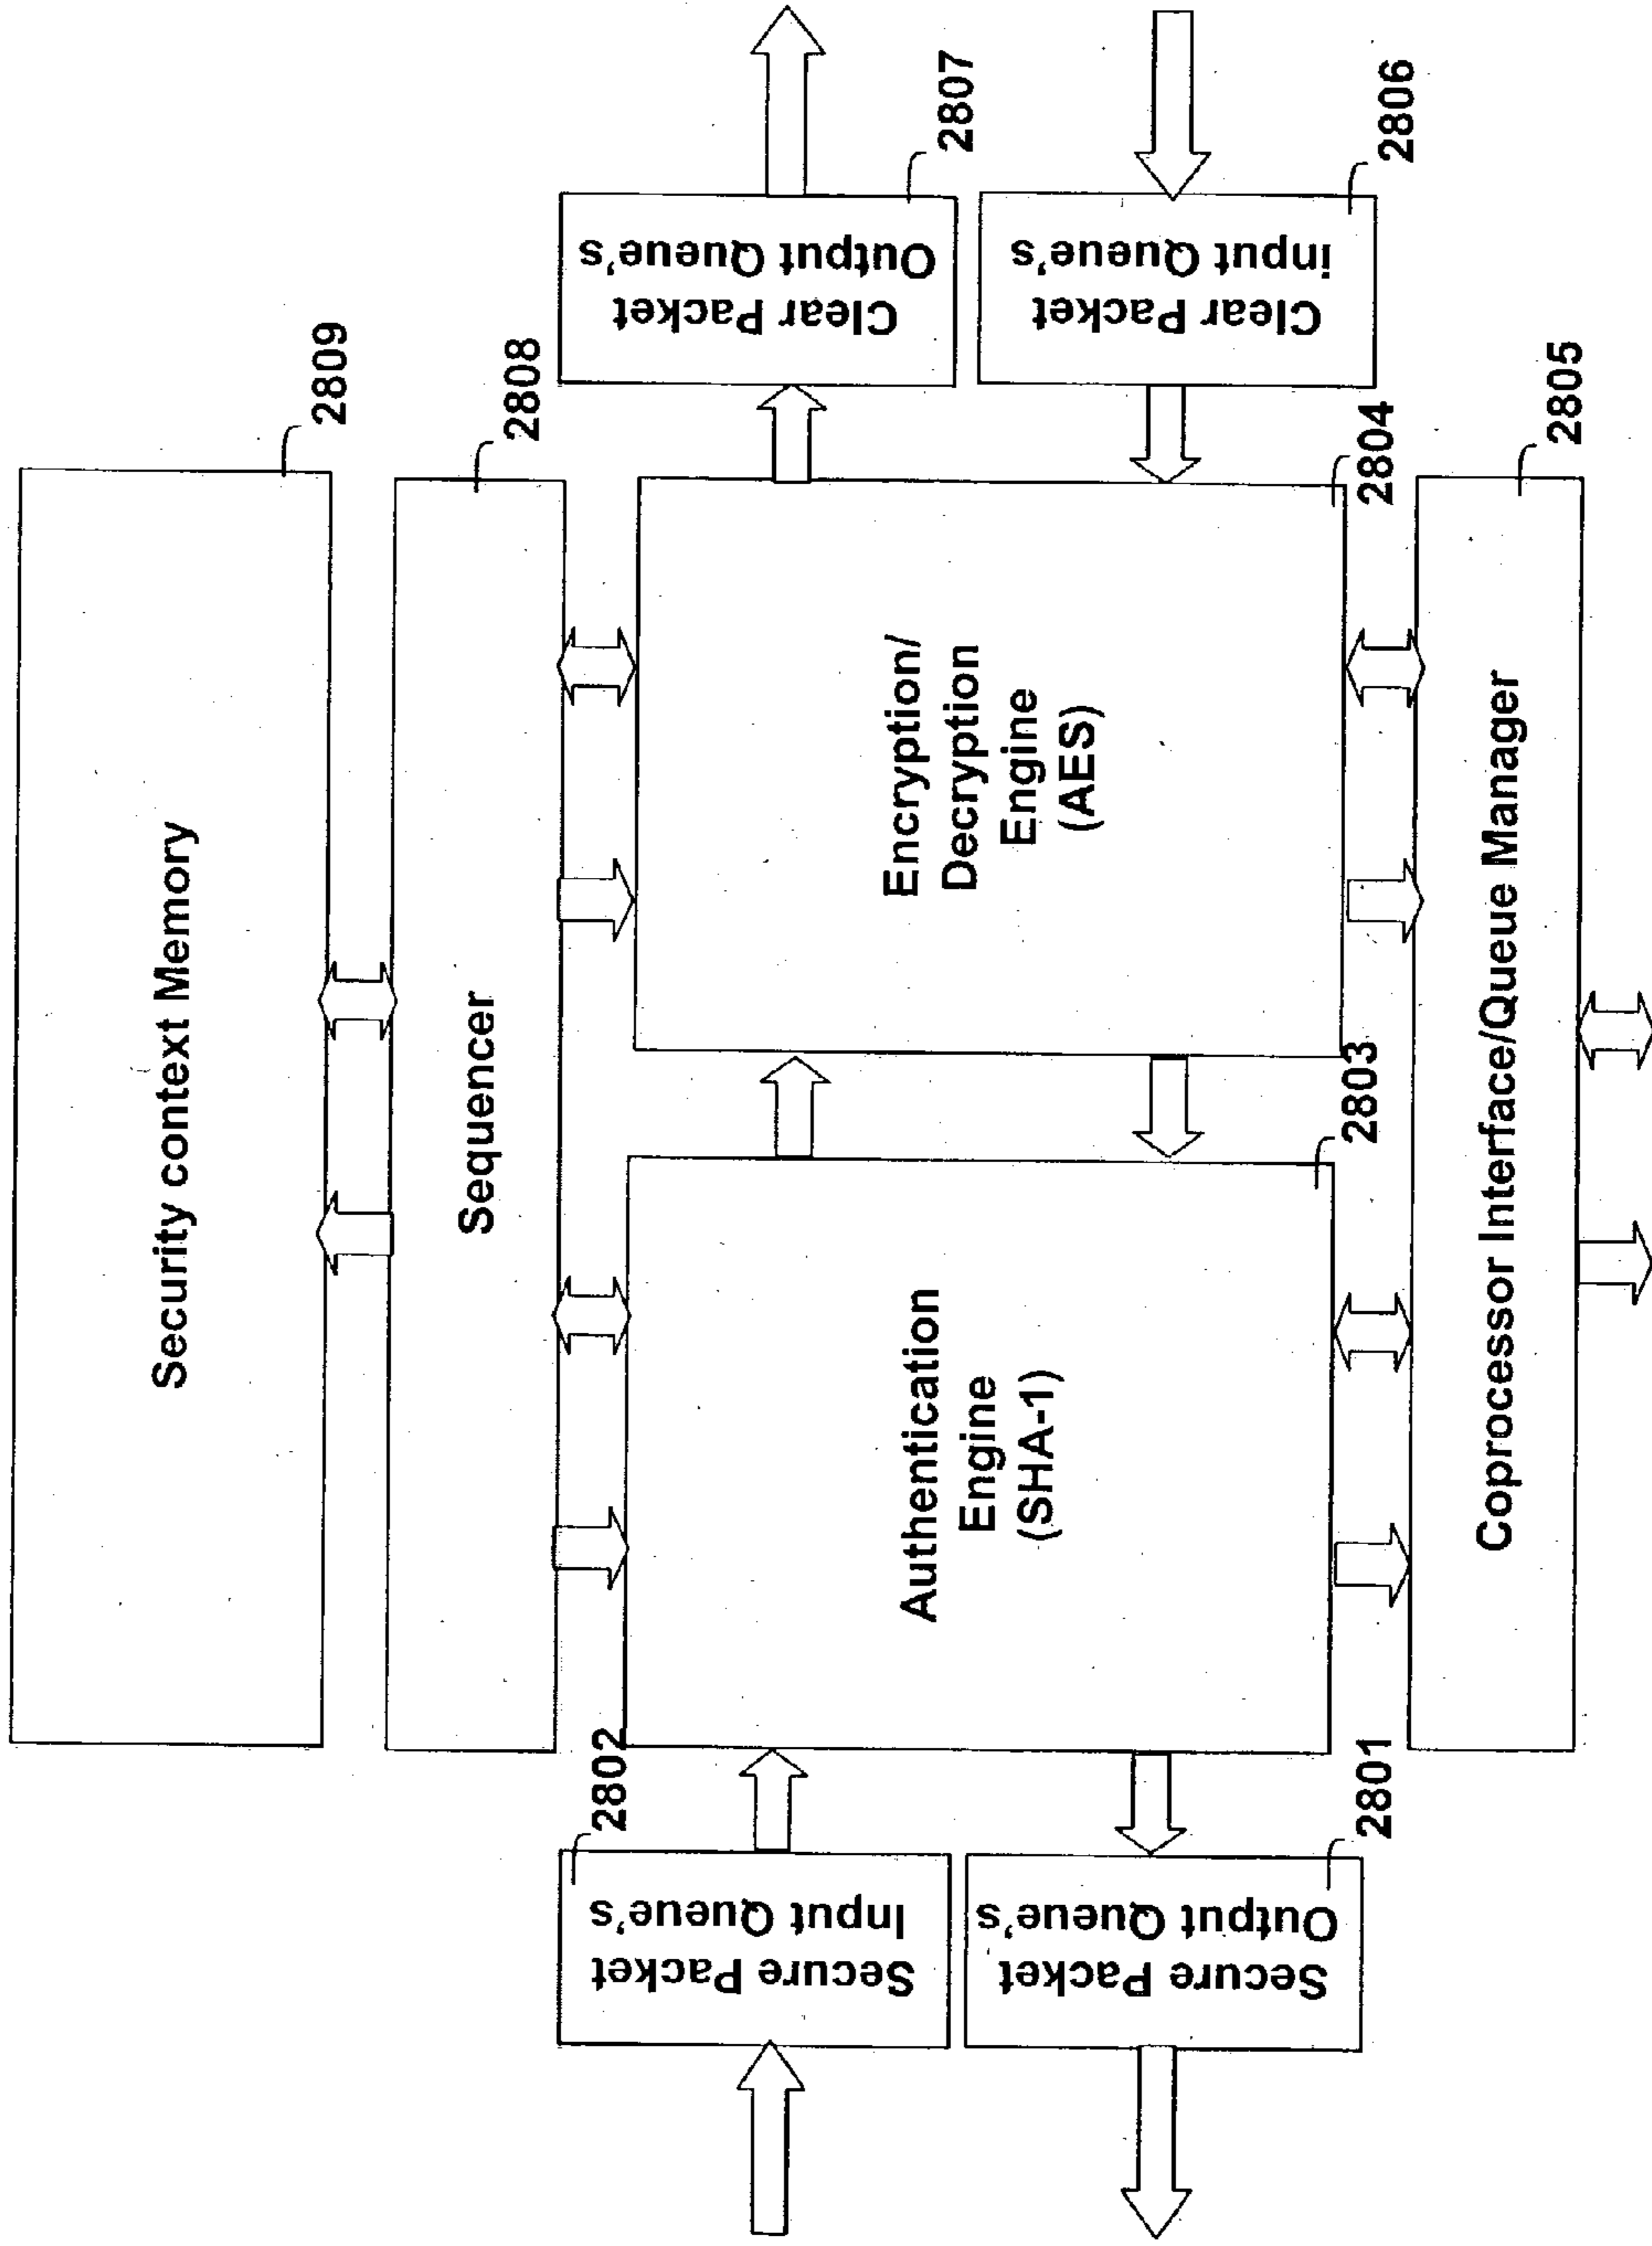 Security context Memory
2809
Sequencer
2808
Secure Packet
Input Queue's
2802
Secure Packet
Output Queue's
2801
Authentication
Engine
(SHA-1)
2803
Encryption/
Decryption
Engine
(AES)
2804
Clear Packet
Output Queue's
2807
Clear Packet
input Queue's
2806
Coprocessor Interface/Queue Manager
2805